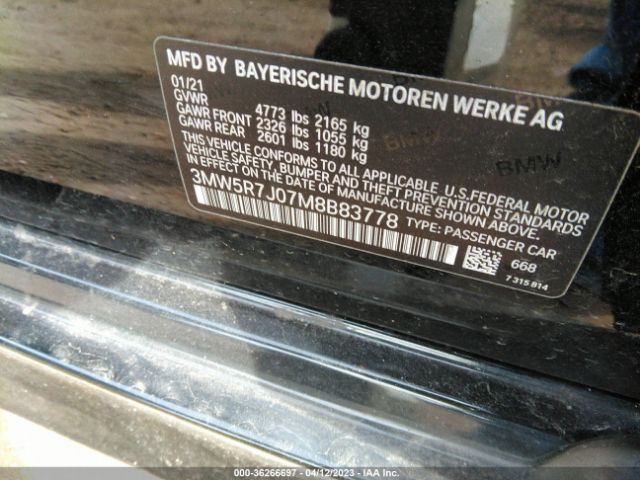 MFD BY BAYERISCHE MOTOREN WERKE AG
01/21
GVWR 4773 lbs 2165 kg
GAWR FRONT 2326 lbs 1055 kg
GAWR REAR 2601 lbs 1180 kg
THIS VEHICLE CONFORMS TO ALL APPLICABLE U.S.FEDERAL MOTOR
VEHICLE SAFETY, BUMPER AND THEFT PREVENTION STANDARDS
IN EFFECT ON THE DATE OF MANUFACTURE SHOWN ABOVE.
3MW5R7J07M8B83778 TYPE: PASSENGER CAR
668
7 315 814
BMW
BMW
000-36266697 - 04/12/2023 - IAA Inc.